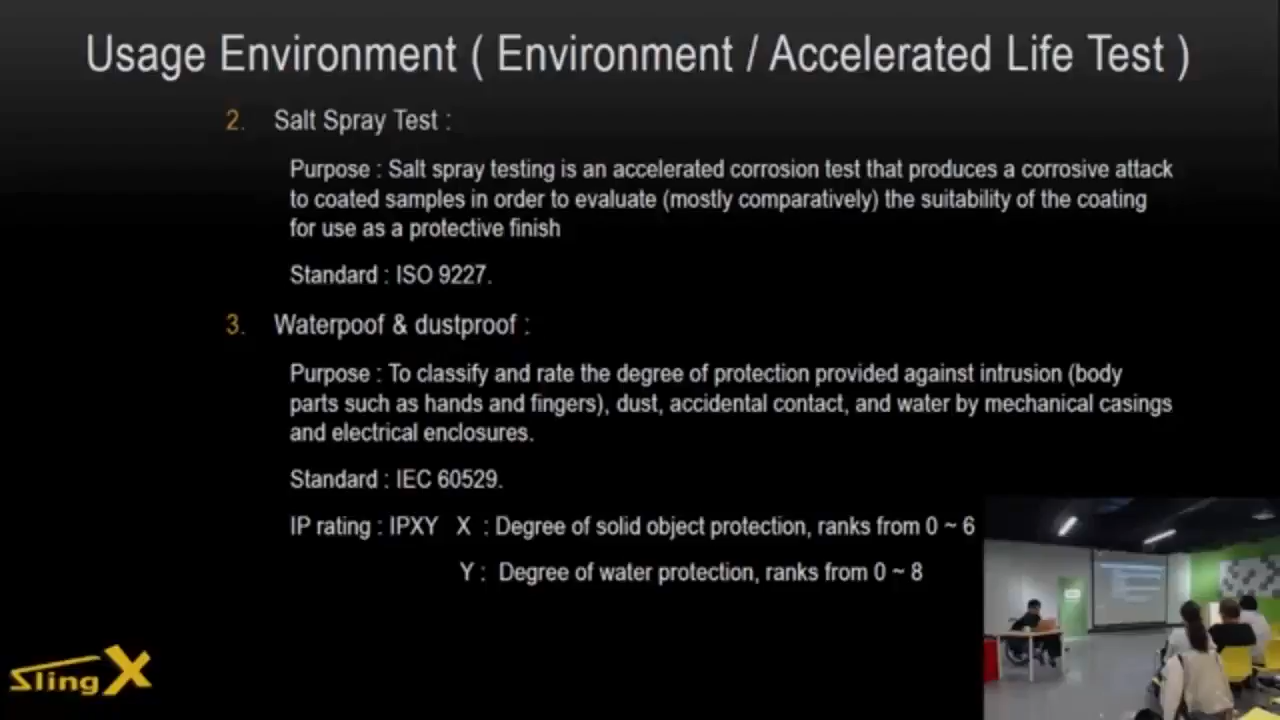 Usage Environment ( Environment / Accelerated Life Test )
2. Salt Spray Test :
Purpose : Salt spray testing is an accelerated corrosion test that produces a corrosive attack
to coated samples in order to evaluate (mostly comparatively) the suitability of the coating
for use as a protective finish
Standard : ISO 9227.
3. Waterpoof & dustproof :
Purpose : To classify and rate the degree of protection provided against intrusion (body
parts such as hands and fingers), dust, accidental contact, and water by mechanical casings
and electrical enclosures.
Standard : IEC 60529.
IP rating : IPXY X : Degree of solid object protection, ranks from 0 ~ 6
Y : Degree of water protection, ranks from 0 ~ 8
SlingX